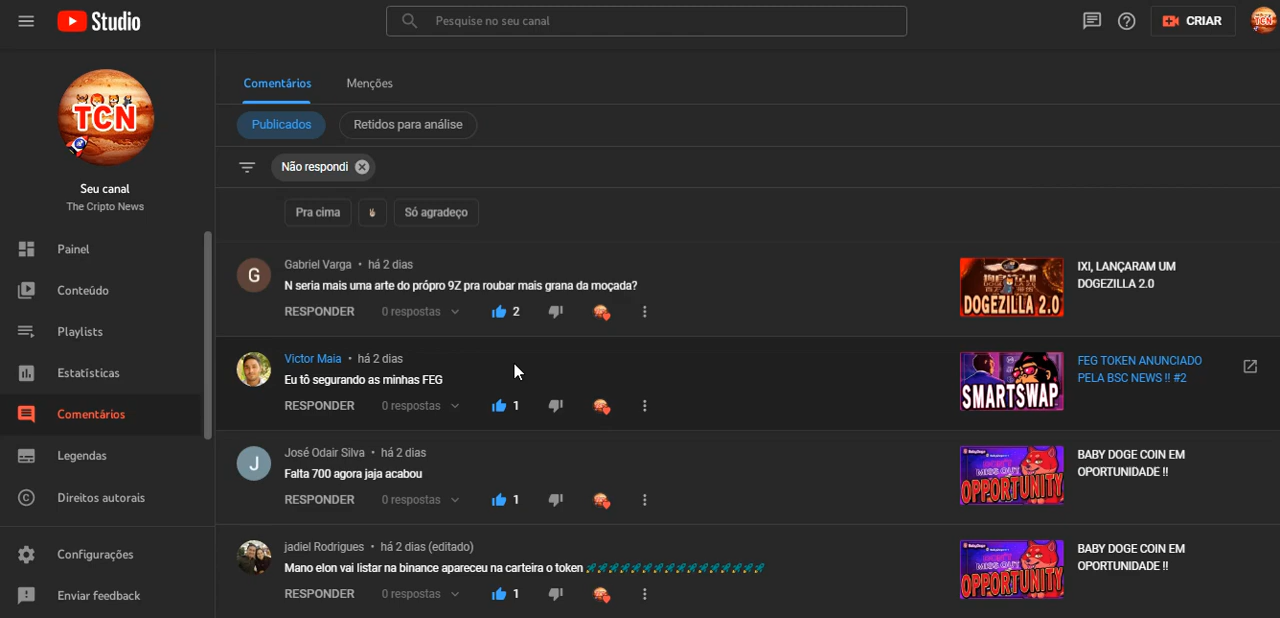 Studio
Pesquise no seu canal
CRIAR
TCN
TCN
Seu canal
The Cripto News
Painel
Conteúdo
Playlists
Estatísticas
Comentários
Legendas
Direitos autorais
Configurações
Enviar feedback
Comentários
Menções
Publicados
Retidos para análise
Não respondi
Pra cima
Só agradeço
G
Gabriel Varga • há 2 dias
N seria mais uma arte do própro 9Z pra roubar mais grana da moçada?
RESPONDER 0 respostas 2
DOGEZILLA 2.0
IXI, LANÇARAM UM
DOGEZILLA 2.0
Victor Maia • há 2 dias
Eu tô segurando as minhas FEG
RESPONDER 0 respostas 1
SMARTSWAP
FEG TOKEN ANUNCIADO
PELA BSC NEWS !! #2
J
José Odair Silva • há 2 dias
Falta 700 agora jaja acabou
RESPONDER 0 respostas 1
OPPORTUNITY
BABY DOGE COIN EM
OPORTUNIDADE !!
jadiel Rodrigues • há 2 dias (editado)
Mano elon vai listar na binance apareceu na carteira o token 🚀🚀🚀🚀🚀🚀🚀🚀🚀🚀🚀🚀🚀🚀🚀🚀
RESPONDER 0 respostas 1
OPPORTUNITY
BABY DOGE COIN EM
OPORTUNIDADE !!